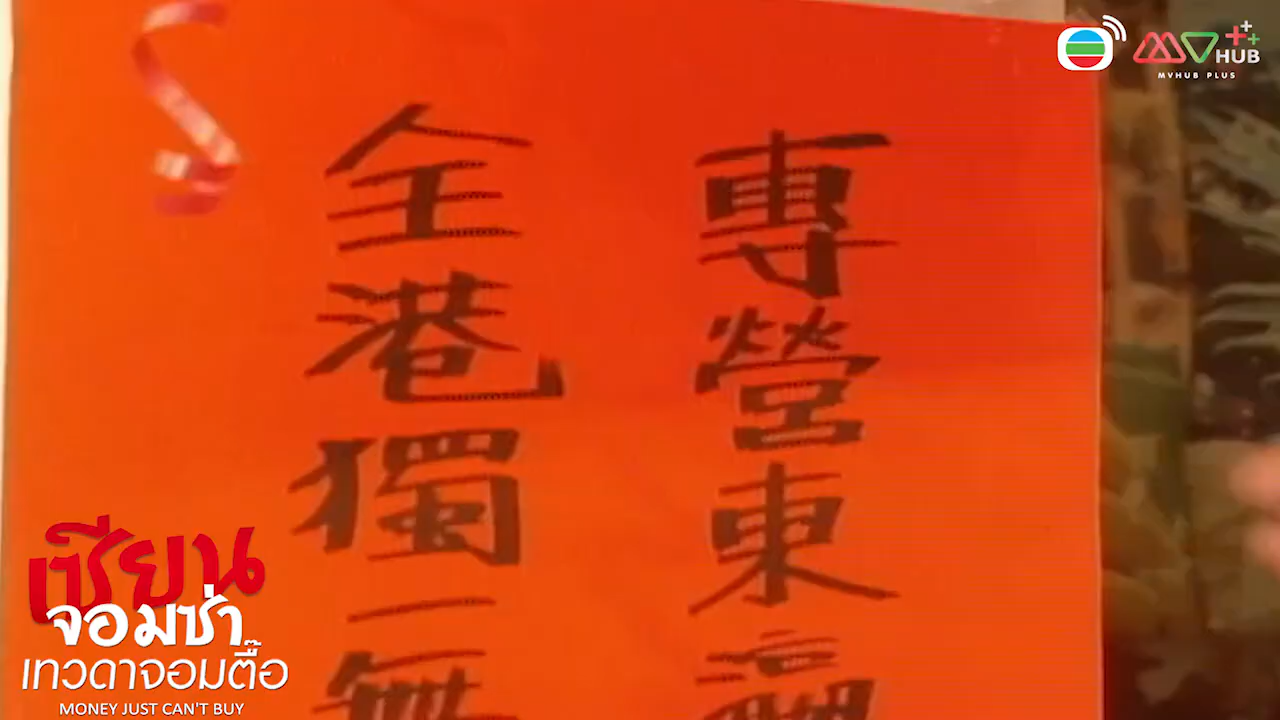 專營東瀛
全港獨一無
MVHUB PLUS
เซียน
จอมซ่า
เทวดาจอมตื๊อ
MONEY JUST CAN'T BUY